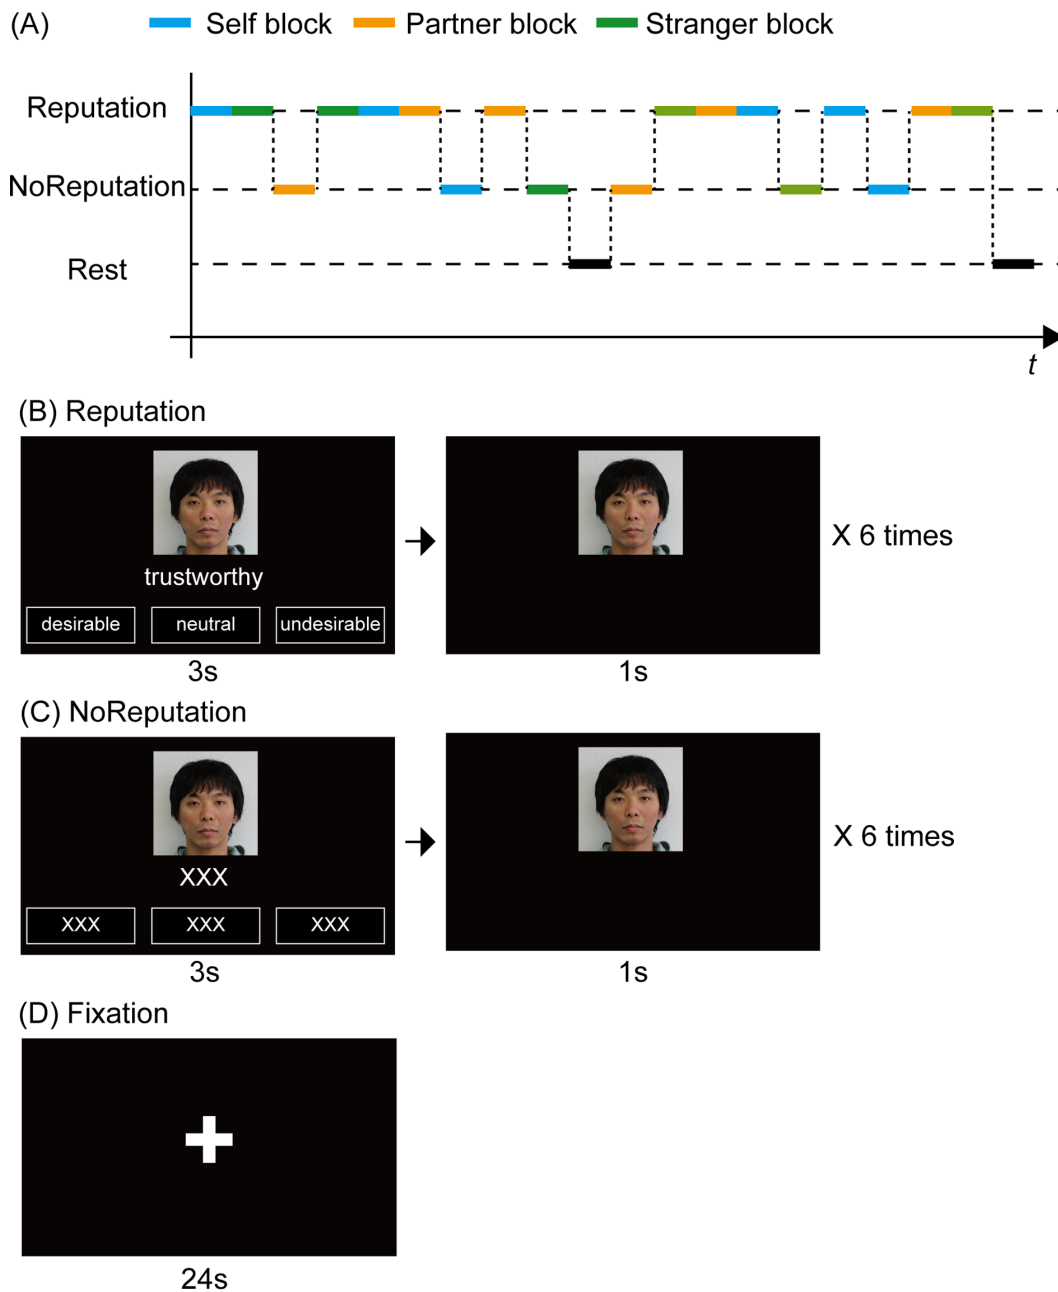 (A) Self block Partner block Stranger block
Reputation
NoReputation
Rest
t
(B) Reputation
trustworthy
desirable neutral undesirable
3s 1s
X 6 times
(C) NoReputation
XXX
XXX XXX XXX
3s 1s
X 6 times
(D) Fixation
24s